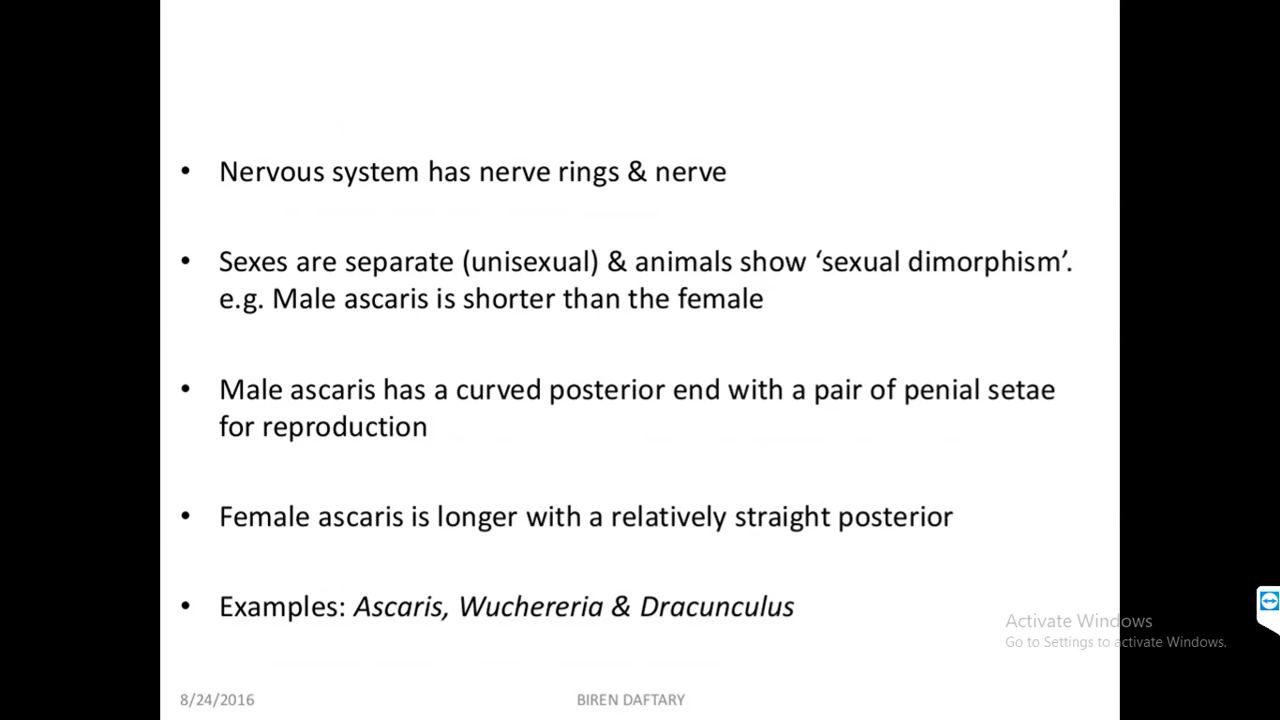 • Nervous system has nerve rings & nerve
• Sexes are separate (unisexual) & animals show ‘sexual dimorphism’.
e.g. Male ascaris is shorter than the female
• Male ascaris has a curved posterior end with a pair of penial setae
for reproduction
• Female ascaris is longer with a relatively straight posterior
• Examples: Ascaris, Wuchereria & Dracunculus
Activate Windows
Go to Settings to activate Windows.
8/24/2016
BIREN DAFTARY